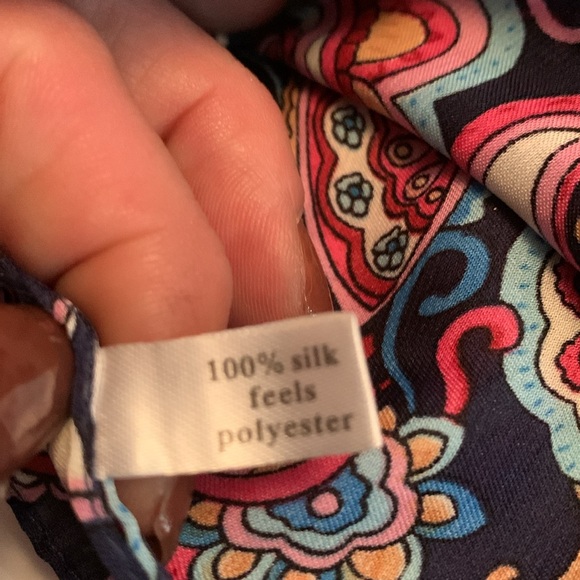 100% silk
feels
polyester